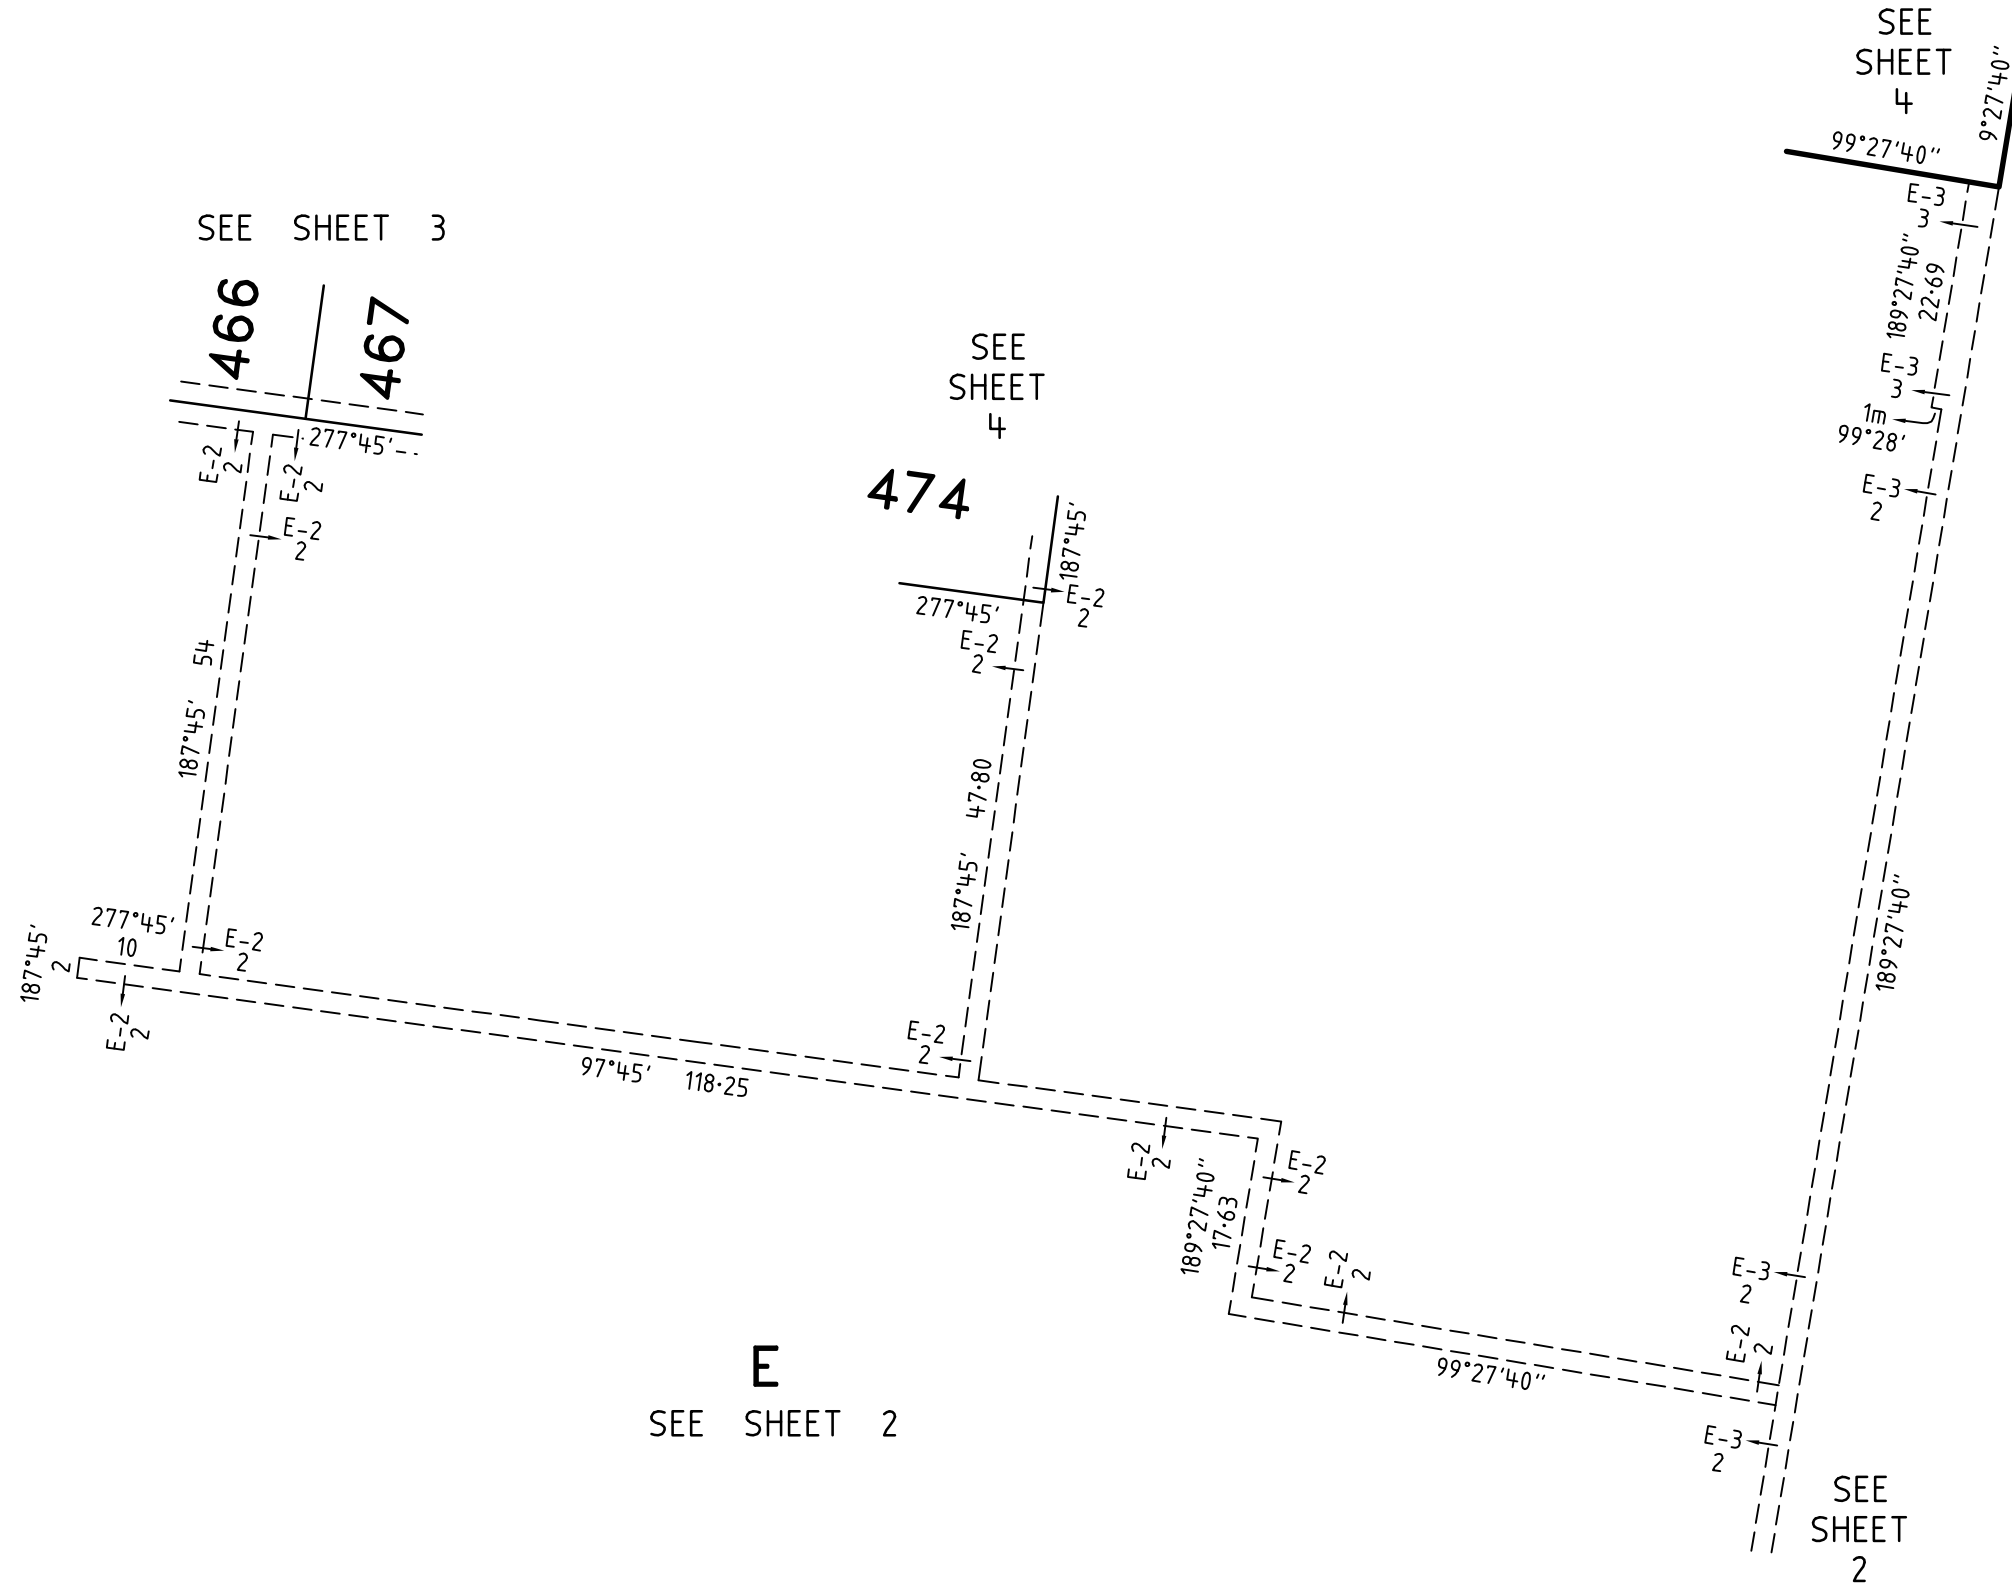 SEE
SHEET
4
9°27'40"
99°27'40"
E-3
3
189°27'40"
22·69
E-3
3
1m
99°28'
E-3
2
SEE SHEET 3
466
467
277°45'
E-2
2
E-2
2
E-2
2
54
187°45'
SEE
SHEET
4
474
187°45'
277°45'
E-2
2
E-2
2
47·80
187°45'
189°27'40"
277°45'
10
187°45'
2
E-2
2
E-2
2
97°45' 118·25
E-2
2
E-2
2
189°27'40"
17·63
E-2
2
E-2
2
E-2
2
99°27'40"
E-3
2
E-2
2
E-3
2
E
SEE SHEET 2
SEE
SHEET
2